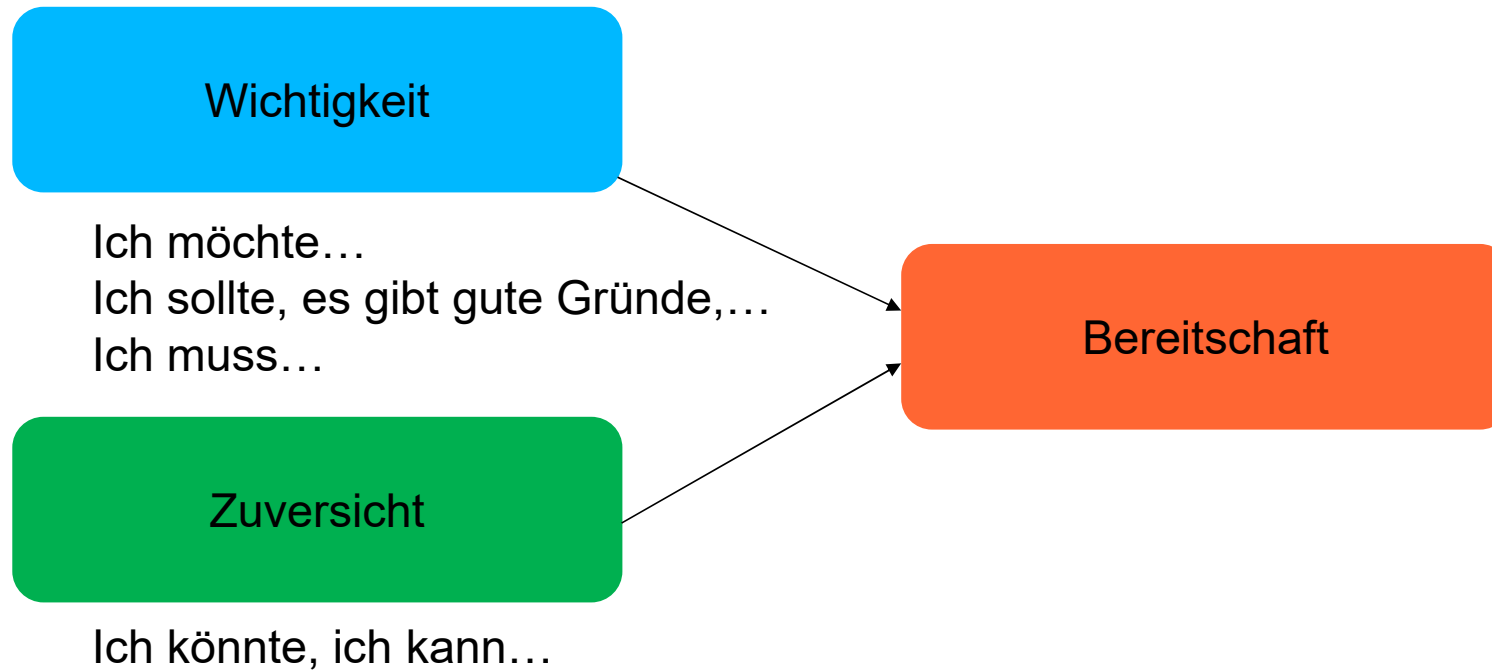 Wichtigkeit
Ich möchte…
Ich sollte, es gibt gute Gründe,…
Ich muss…
Bereitschaft
Zuversicht
Ich könnte, ich kann…